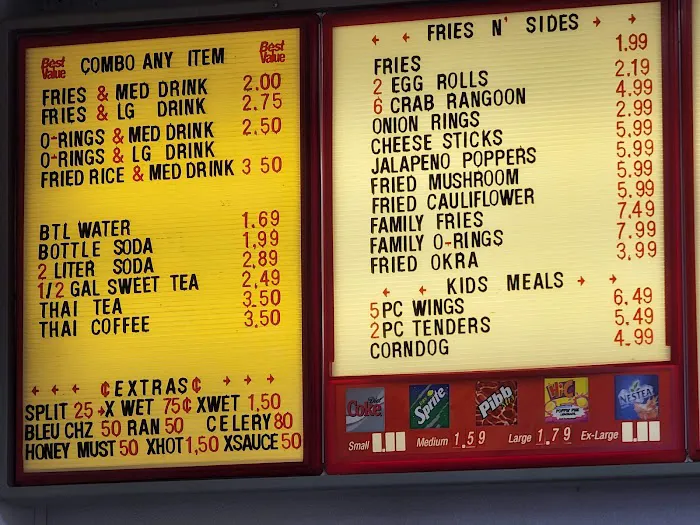 Best Value COMBO ANY ITEM Best Value
FRIES & MED DRINK 2.00
FRIES & LG DRINK 2.75
O-RINGS & MED DRINK 2.50
O-RINGS & LG DRINK
FRIED RICE & MED DRINK 3 50
BTL WATER 1.69
BOTTLE SODA 1,99
2 LITER SODA 2.89
1/2 GAL SWEET TEA 2.49
THAI TEA 3.50
THAI COFFEE 3,50
¢EXTRAS¢
SPLIT 25 X WET 75¢ XWET 1,50
BLEU CHZ 50 RAN 50 CELERY 80
HONEY MUST 50 XHOT 1,50 XSAUCE 50
FRIES N' SIDES
FRIES 1.99
2 EGG ROLLS 2.19
6 CRAB RANGOON 4.99
ONION RINGS 2.99
CHEESE STICKS 5.99
JALAPENO POPPERS 5.99
FRIED MUSHROOM 5.99
FRIED CAULIFLOWER 5.99
FAMILY FRIES 7.49
FAMILY O-RINGS 7.99
FRIED OKRA 3,99
KIDS MEALS
5PC WINGS 6.49
2PC TENDERS 5.49
CORNDOG 4.99
Diet Coke Sprite Pibb NESTEA
Small Medium 1.59 Large 1.79 Ex-Large